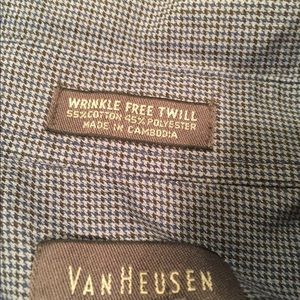 WRINKLE FREE TWILL
55%COTTON 45%POLYESTER
MADE IN CAMBODIA
VAN HEUSEN